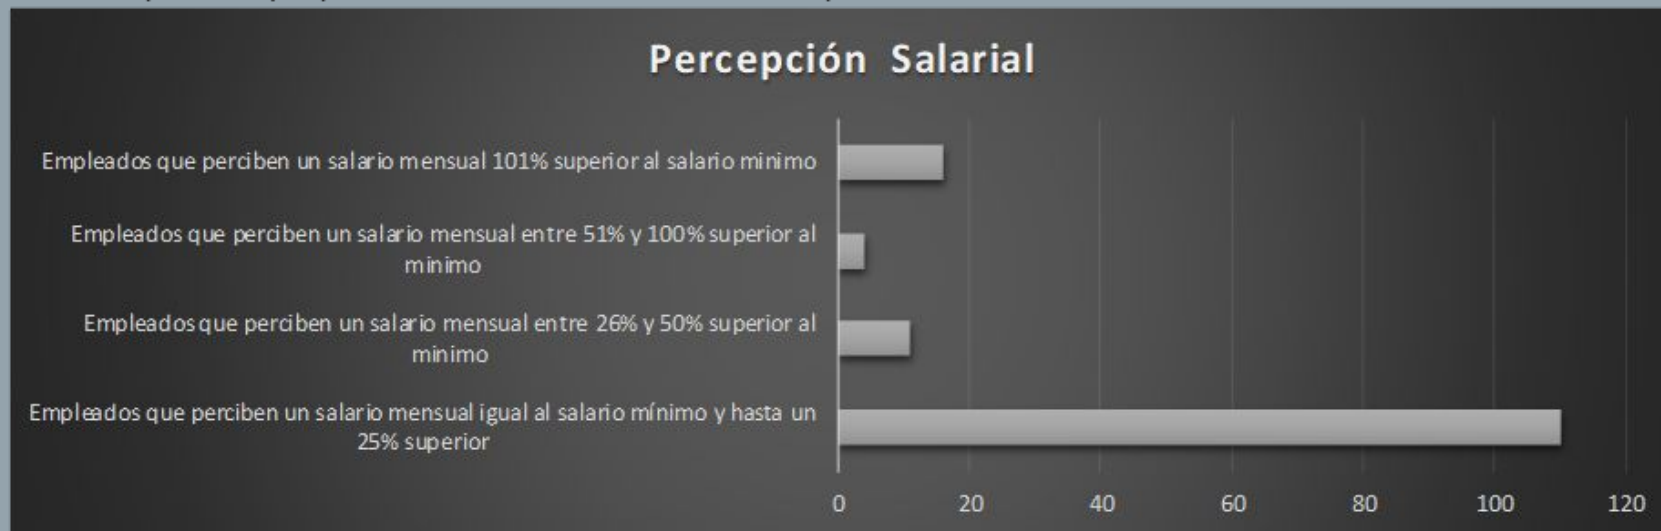 Percepción Salarial
Empleados que perciben un salario mensual 101% superior al salario minimo
Empleados que perciben un salario mensual entre 51% y 100% superior al
minimo
Empleados que perciben un salario mensual entre 26% y 50% superior al
minimo
Empleados que perciben un salario mensual igual al salario mínimo y hasta un
25% superior
0 20 40 60 80 100 120